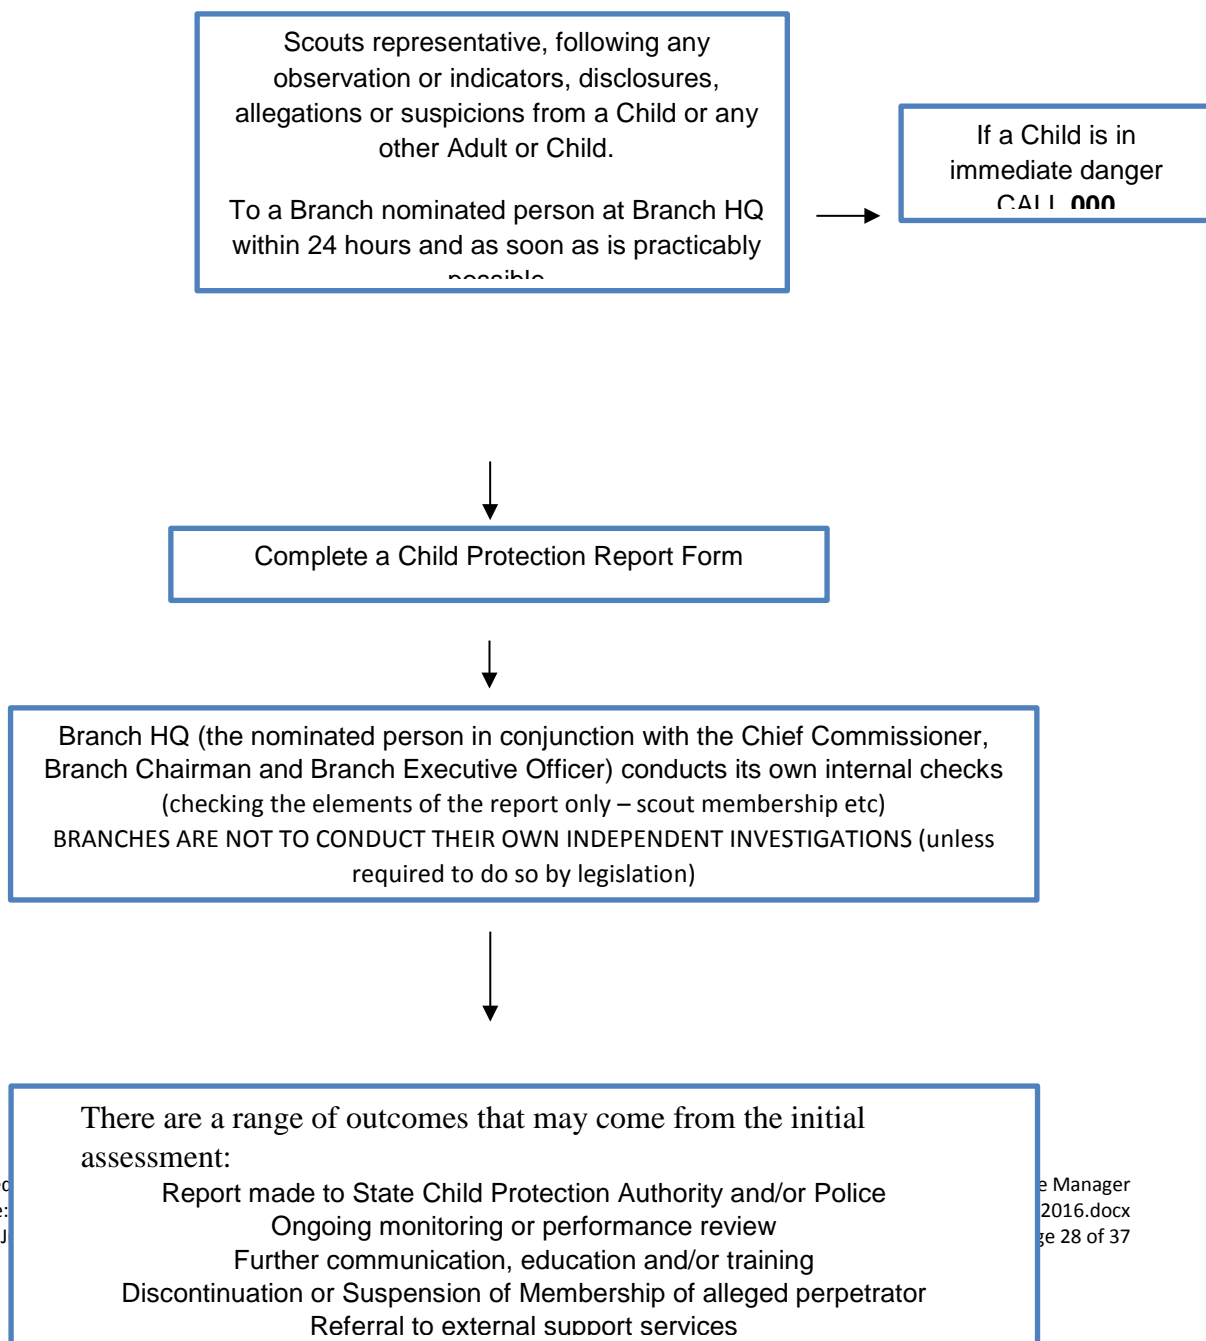 Scouts representative, following any
observation or indicators, disclosures,
allegations or suspicions from a Child or any
other Adult or Child.
To a Branch nominated person at Branch HQ
within 24 hours and as soon as is practicably
possible
If a Child is in
immediate danger
CALL 000
Complete a Child Protection Report Form
Branch HQ (the nominated person in conjunction with the Chief Commissioner,
Branch Chairman and Branch Executive Officer) conducts its own internal checks
(checking the elements of the report only – scout membership etc)
BRANCHES ARE NOT TO CONDUCT THEIR OWN INDEPENDENT INVESTIGATIONS (unless
required to do so by legislation)
There are a range of outcomes that may come from the initial
assessment:
Report made to State Child Protection Authority and/or Police
Ongoing monitoring or performance review
Further communication, education and/or training
Discontinuation or Suspension of Membership of alleged perpetrator
Referral to external support services
Manager
2016.docx
28 of 37